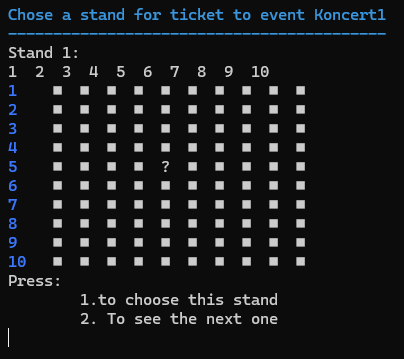 Chose a stand for ticket to event Koncert1
------------------------------------------
Stand 1:
1 2 3 4 5 6 7 8 9 10
1 ■ ■ ■ ■ ■ ■ ■ ■ ■ ■
2 ■ ■ ■ ■ ■ ■ ■ ■ ■ ■
3 ■ ■ ■ ■ ■ ■ ■ ■ ■ ■
4 ■ ■ ■ ■ ■ ■ ■ ■ ■ ■
5 ■ ■ ■ ■ ? ■ ■ ■ ■ ■
6 ■ ■ ■ ■ ■ ■ ■ ■ ■ ■
7 ■ ■ ■ ■ ■ ■ ■ ■ ■ ■
8 ■ ■ ■ ■ ■ ■ ■ ■ ■ ■
9 ■ ■ ■ ■ ■ ■ ■ ■ ■ ■
10 ■ ■ ■ ■ ■ ■ ■ ■ ■ ■
Press:
1.to choose this stand
2. To see the next one